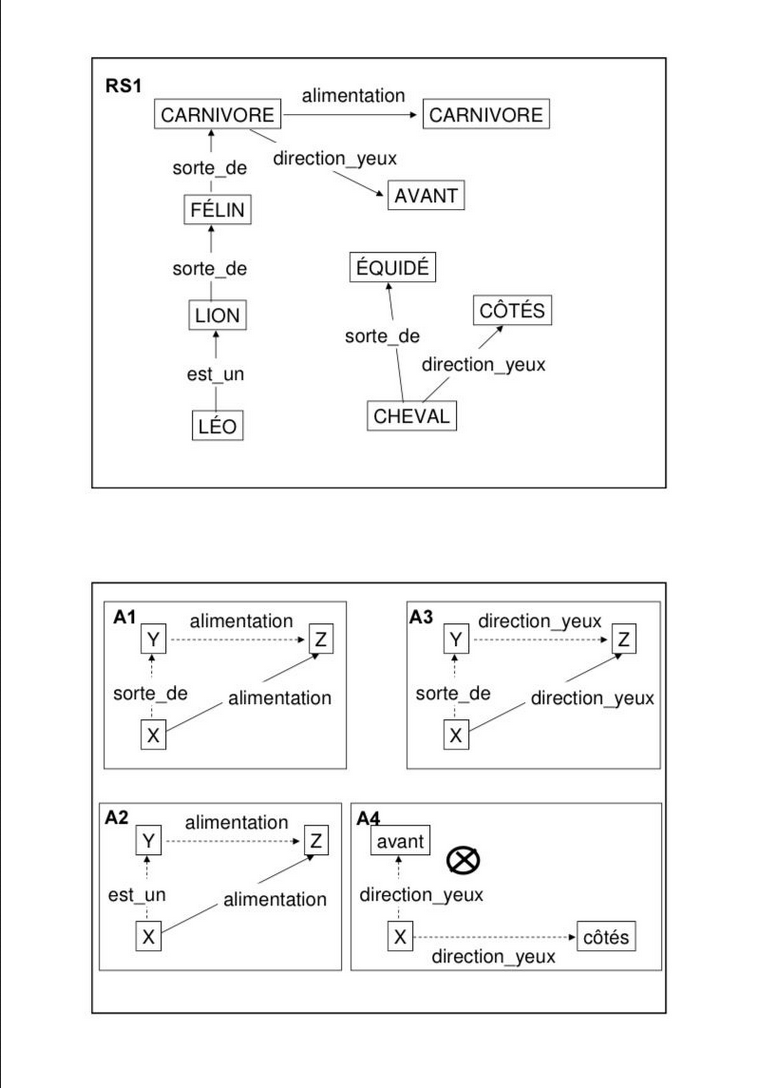 RS1
alimentation
CARNIVORE CARNIVORE
direction_yeux
sorte_de
AVANT
FÉLIN
ÉQUIDÉ
sorte_de
CÔTÉS
LION
sorte_de
direction_yeux
est_un
CHEVAL
LÉO
A1
alimentation
Y Z
sorte_de
alimentation
X
A3
direction_yeux
Y Z
sorte_de
direction_yeux
X
A2
alimentation
Y Z
est_un
alimentation
X
A4
avant
direction_yeux
X côtés
direction_yeux